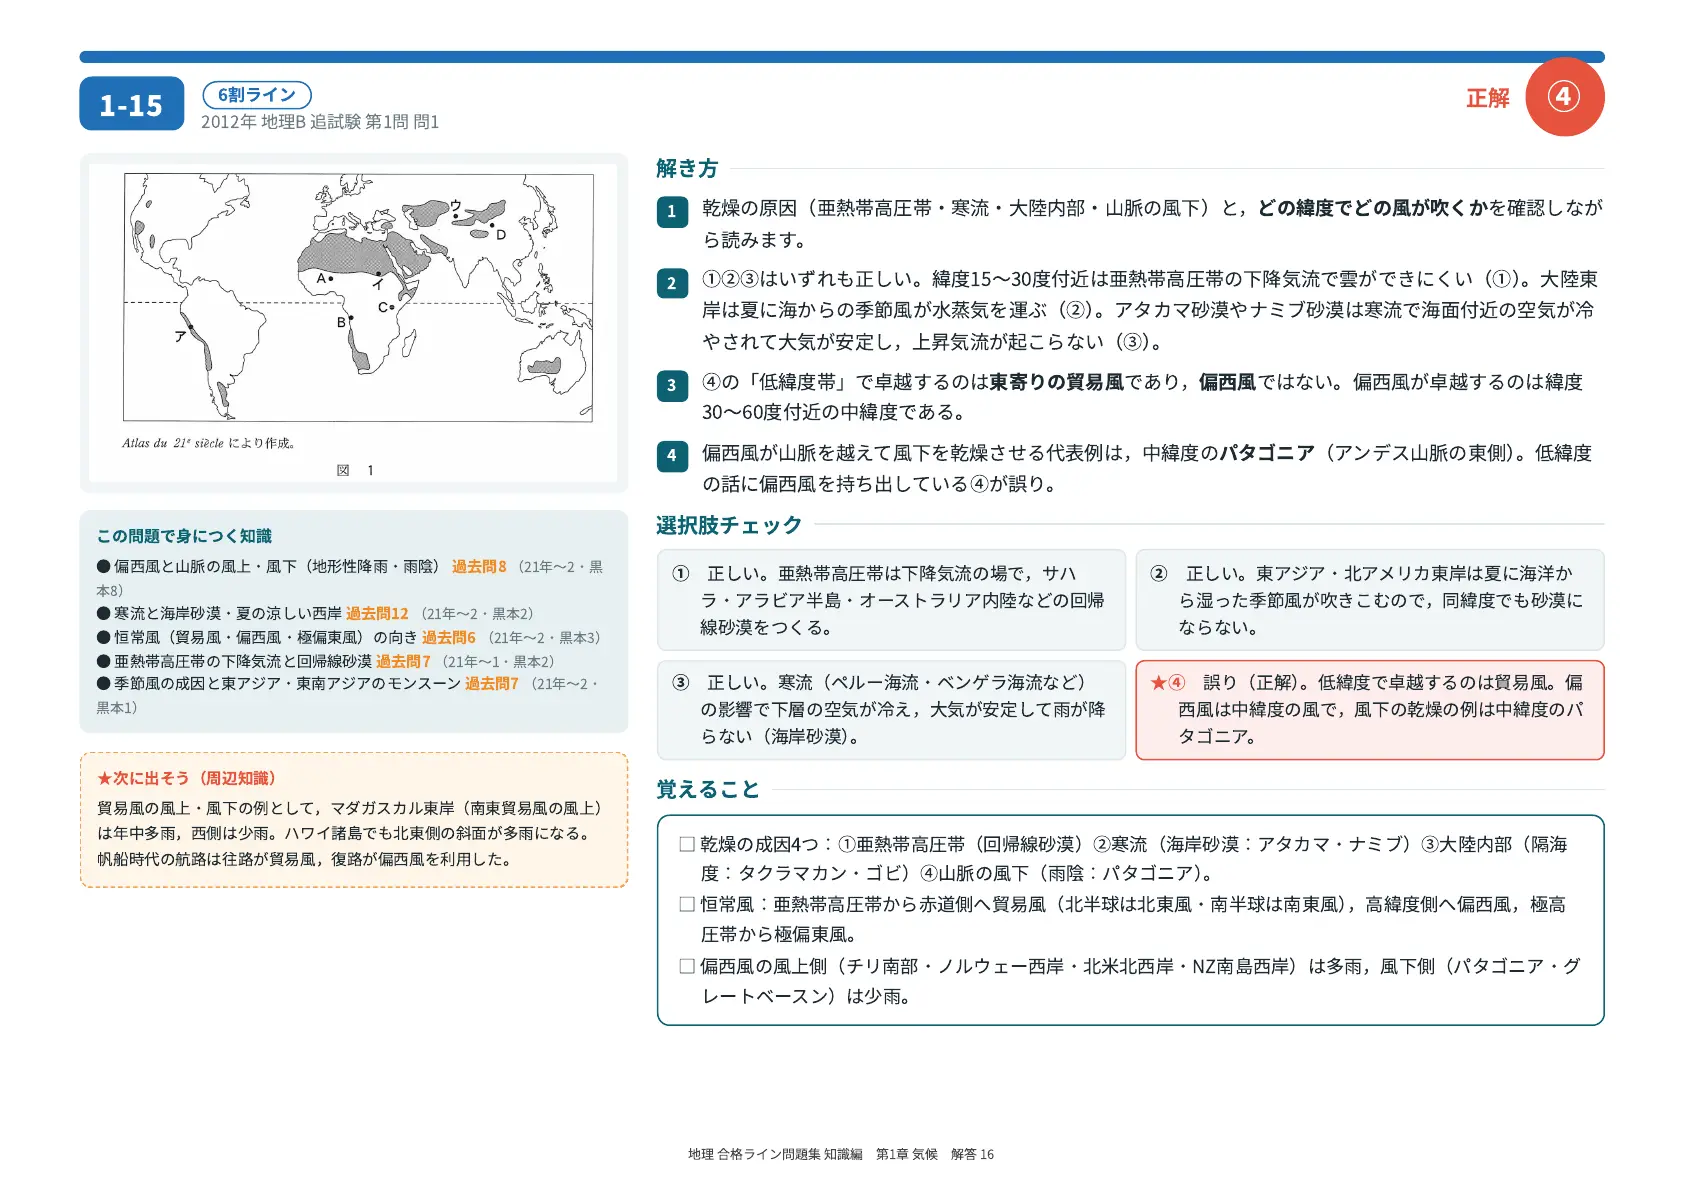 1-15
6割ライン
2012年 地理B 追試験 第1問 問1
正解
④
ア
イ
ウ
A
B
C
D
Atlas du 21e siècle により作成。
図 1
この問題で身につく知識
●偏西風と山脈の風上・風下（地形性降雨・雨陰） 過去問8 （21年〜2・黒
本8）
●寒流と海岸砂漠・夏の涼しい西岸 過去問12 （21年〜2・黒本2）
●恒常風（貿易風・偏西風・極偏東風）の向き 過去問6 （21年〜2・黒本3）
●亜熱帯高圧帯の下降気流と回帰線砂漠 過去問7 （21年〜1・黒本2）
●季節風の成因と東アジア・東南アジアのモンスーン 過去問7 （21年〜2・
黒本1）
★次に出そう（周辺知識）
貿易風の風上・風下の例として，マダガスカル東岸（南東貿易風の風上）
は年中多雨，西側は少雨。ハワイ諸島でも北東側の斜面が多雨になる。
帆船時代の航路は往路が貿易風，復路が偏西風を利用した。
解き方
1 乾燥の原因（亜熱帯高圧帯・寒流・大陸内部・山脈の風下）と，どの緯度でどの風が吹くかを確認しなが
ら読みます。
2 ①②③はいずれも正しい。緯度15〜30度付近は亜熱帯高圧帯の下降気流で雲ができにくい（①）。大陸東
岸は夏に海からの季節風が水蒸気を運ぶ（②）。アタカマ砂漠やナミブ砂漠は寒流で海面付近の空気が冷
やされて大気が安定し，上昇気流が起こらない（③）。
3 ④の「低緯度帯」で卓越するのは東寄りの貿易風であり，偏西風ではない。偏西風が卓越するのは緯度
30〜60度付近の中緯度である。
4 偏西風が山脈を越えて風下を乾燥させる代表例は，中緯度のパタゴニア（アンデス山脈の東側）。低緯度
の話に偏西風を持ち出している④が誤り。
選択肢チェック
① 正しい。亜熱帯高圧帯は下降気流の場で，サハ
ラ・アラビア半島・オーストラリア内陸などの回帰
線砂漠をつくる。
② 正しい。東アジア・北アメリカ東岸は夏に海洋か
ら湿った季節風が吹きこむので，同緯度でも砂漠に
ならない。
③ 正しい。寒流（ペルー海流・ベンゲラ海流など）
の影響で下層の空気が冷え，大気が安定して雨が降
らない（海岸砂漠）。
★④ 誤り（正解）。低緯度で卓越するのは貿易風。偏
西風は中緯度の風で，風下の乾燥の例は中緯度のパ
タゴニア。
覚えること
□ 乾燥の成因4つ：①亜熱帯高圧帯（回帰線砂漠）②寒流（海岸砂漠：アタカマ・ナミブ）③大陸内部（隔海
度：タクラマカン・ゴビ）④山脈の風下（雨陰：パタゴニア）。
□ 恒常風：亜熱帯高圧帯から赤道側へ貿易風（北半球は北東風・南半球は南東風），高緯度側へ偏西風，極高
圧帯から極偏東風。
□ 偏西風の風上側（チリ南部・ノルウェー西岸・北米北西岸・NZ南島西岸）は多雨，風下側（パタゴニア・グ
レートベースン）は少雨。
地理 合格ライン問題集 知識編 第1章 気候 解答 16